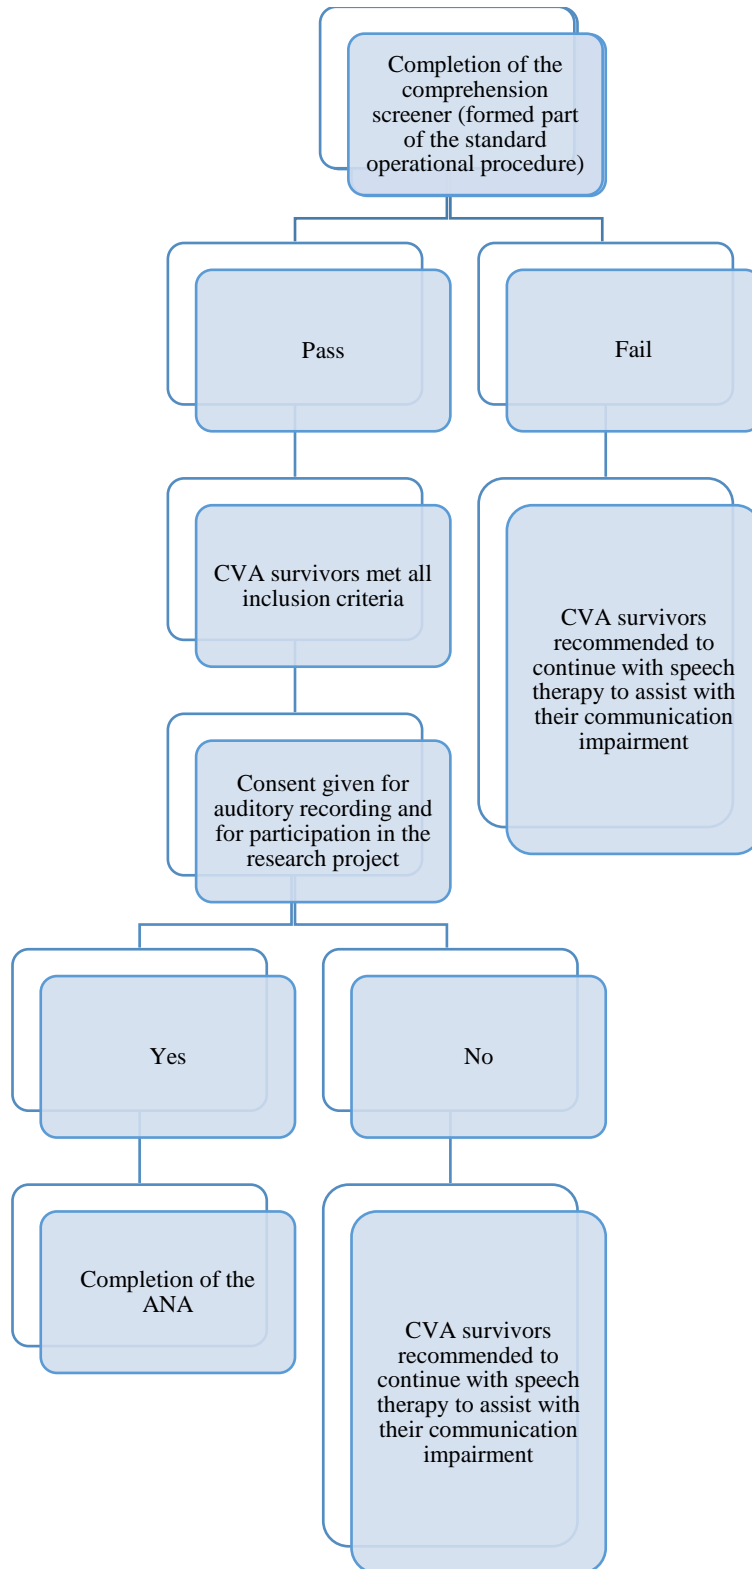 Completion of the
comprehension
screener (formed part
of the standard
operational procedure)
Pass
Fail
CVA survivors met all
inclusion criteria
CVA survivors
recommended to
continue with speech
therapy to assist with
their communication
impairment
Consent given for
auditory recording and
for participation in the
research project
Yes
No
Completion of the
ANA
CVA survivors
recommended to
continue with speech
therapy to assist with
their communication
impairment